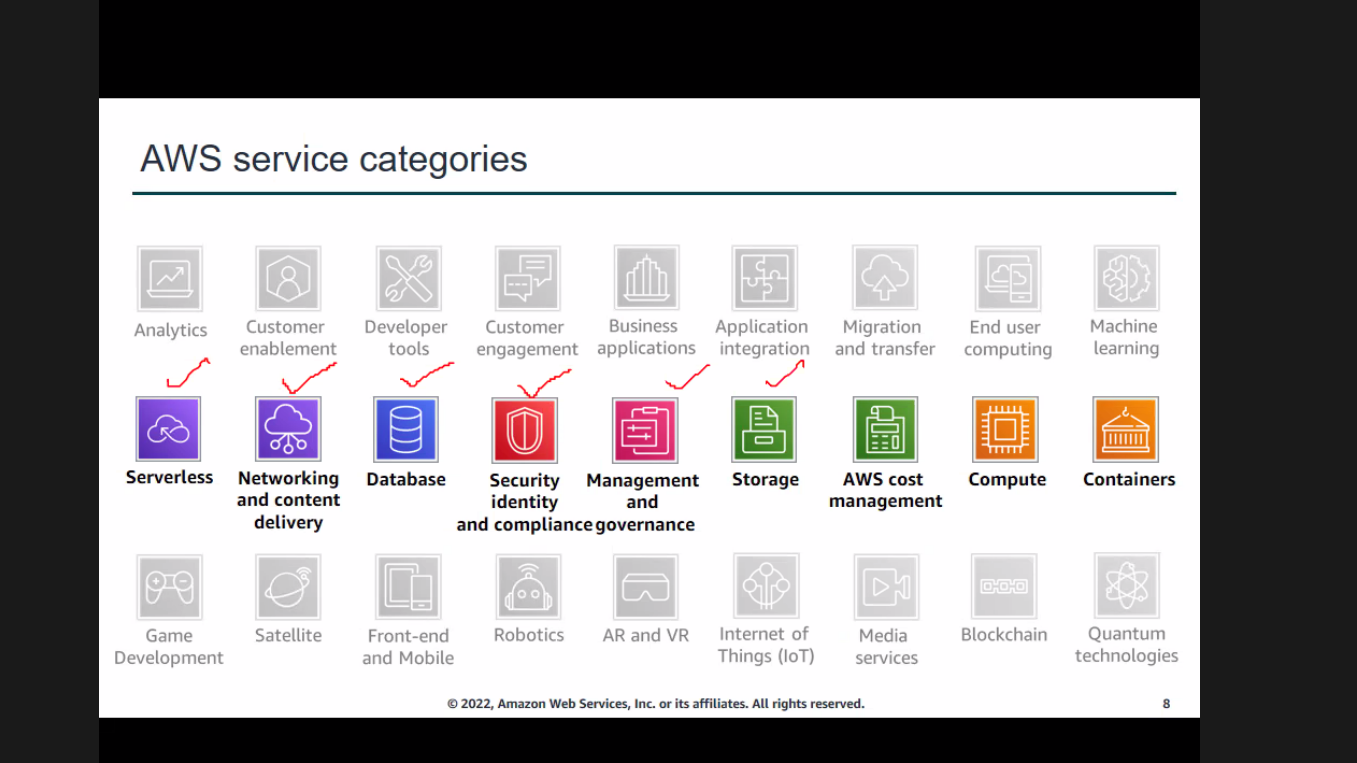 AWS service categories
Analytics
Customer
enablement
Developer
tools
Customer
engagement
Business
applications
Application
integration
Migration
and transfer
End user
computing
Machine
learning
Serverless
Networking
and content
delivery
Database
Security
identity
and compliance
Management
and
governance
Storage
AWS cost
management
Compute
Containers
Game
Development
Satellite
Front-end
and Mobile
Robotics
AR and VR
Internet of
Things (IoT)
Media
services
Blockchain
Quantum
technologies
© 2022, Amazon Web Services, Inc. or its affiliates. All rights reserved.
8